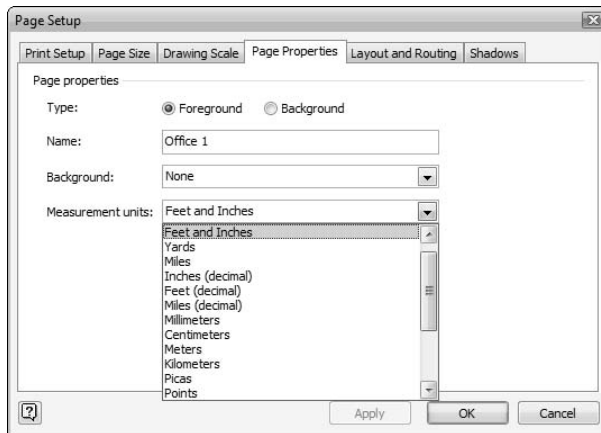 Page Setup
Print Setup Page Size Drawing Scale Page Properties Layout and Routing Shadows
Page properties
Type: Foreground Background
Name: Office 1
Background: None
Measurement units: Feet and Inches
Feet and Inches
Yards
Miles
Inches (decimal)
Feet (decimal)
Miles (decimal)
Millimeters
Centimeters
Meters
Kilometers
Picas
Points
? Apply OK Cancel